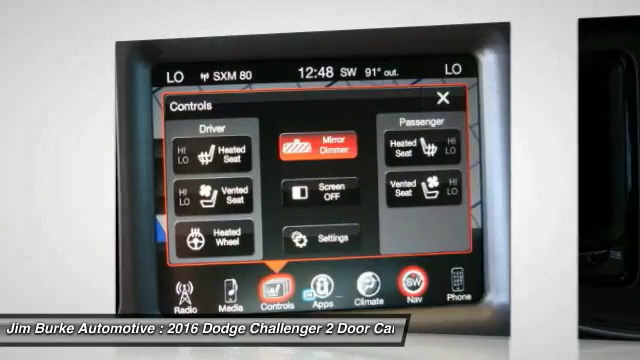 LO SXM 80 12:48 SW 91° out. LO
Controls X
Driver
Passenger
HI LO Heated Seat
Mirror Dimmer
Heated Seat HI LO
HI LO Vented Seat
Screen OFF
Vented Seat HI LO
Heated Wheel
Settings
Radio Media Controls Apps Climate SW Nav Phone
Jim Burke Automotive : 2016 Dodge Challenger 2 Door Ca